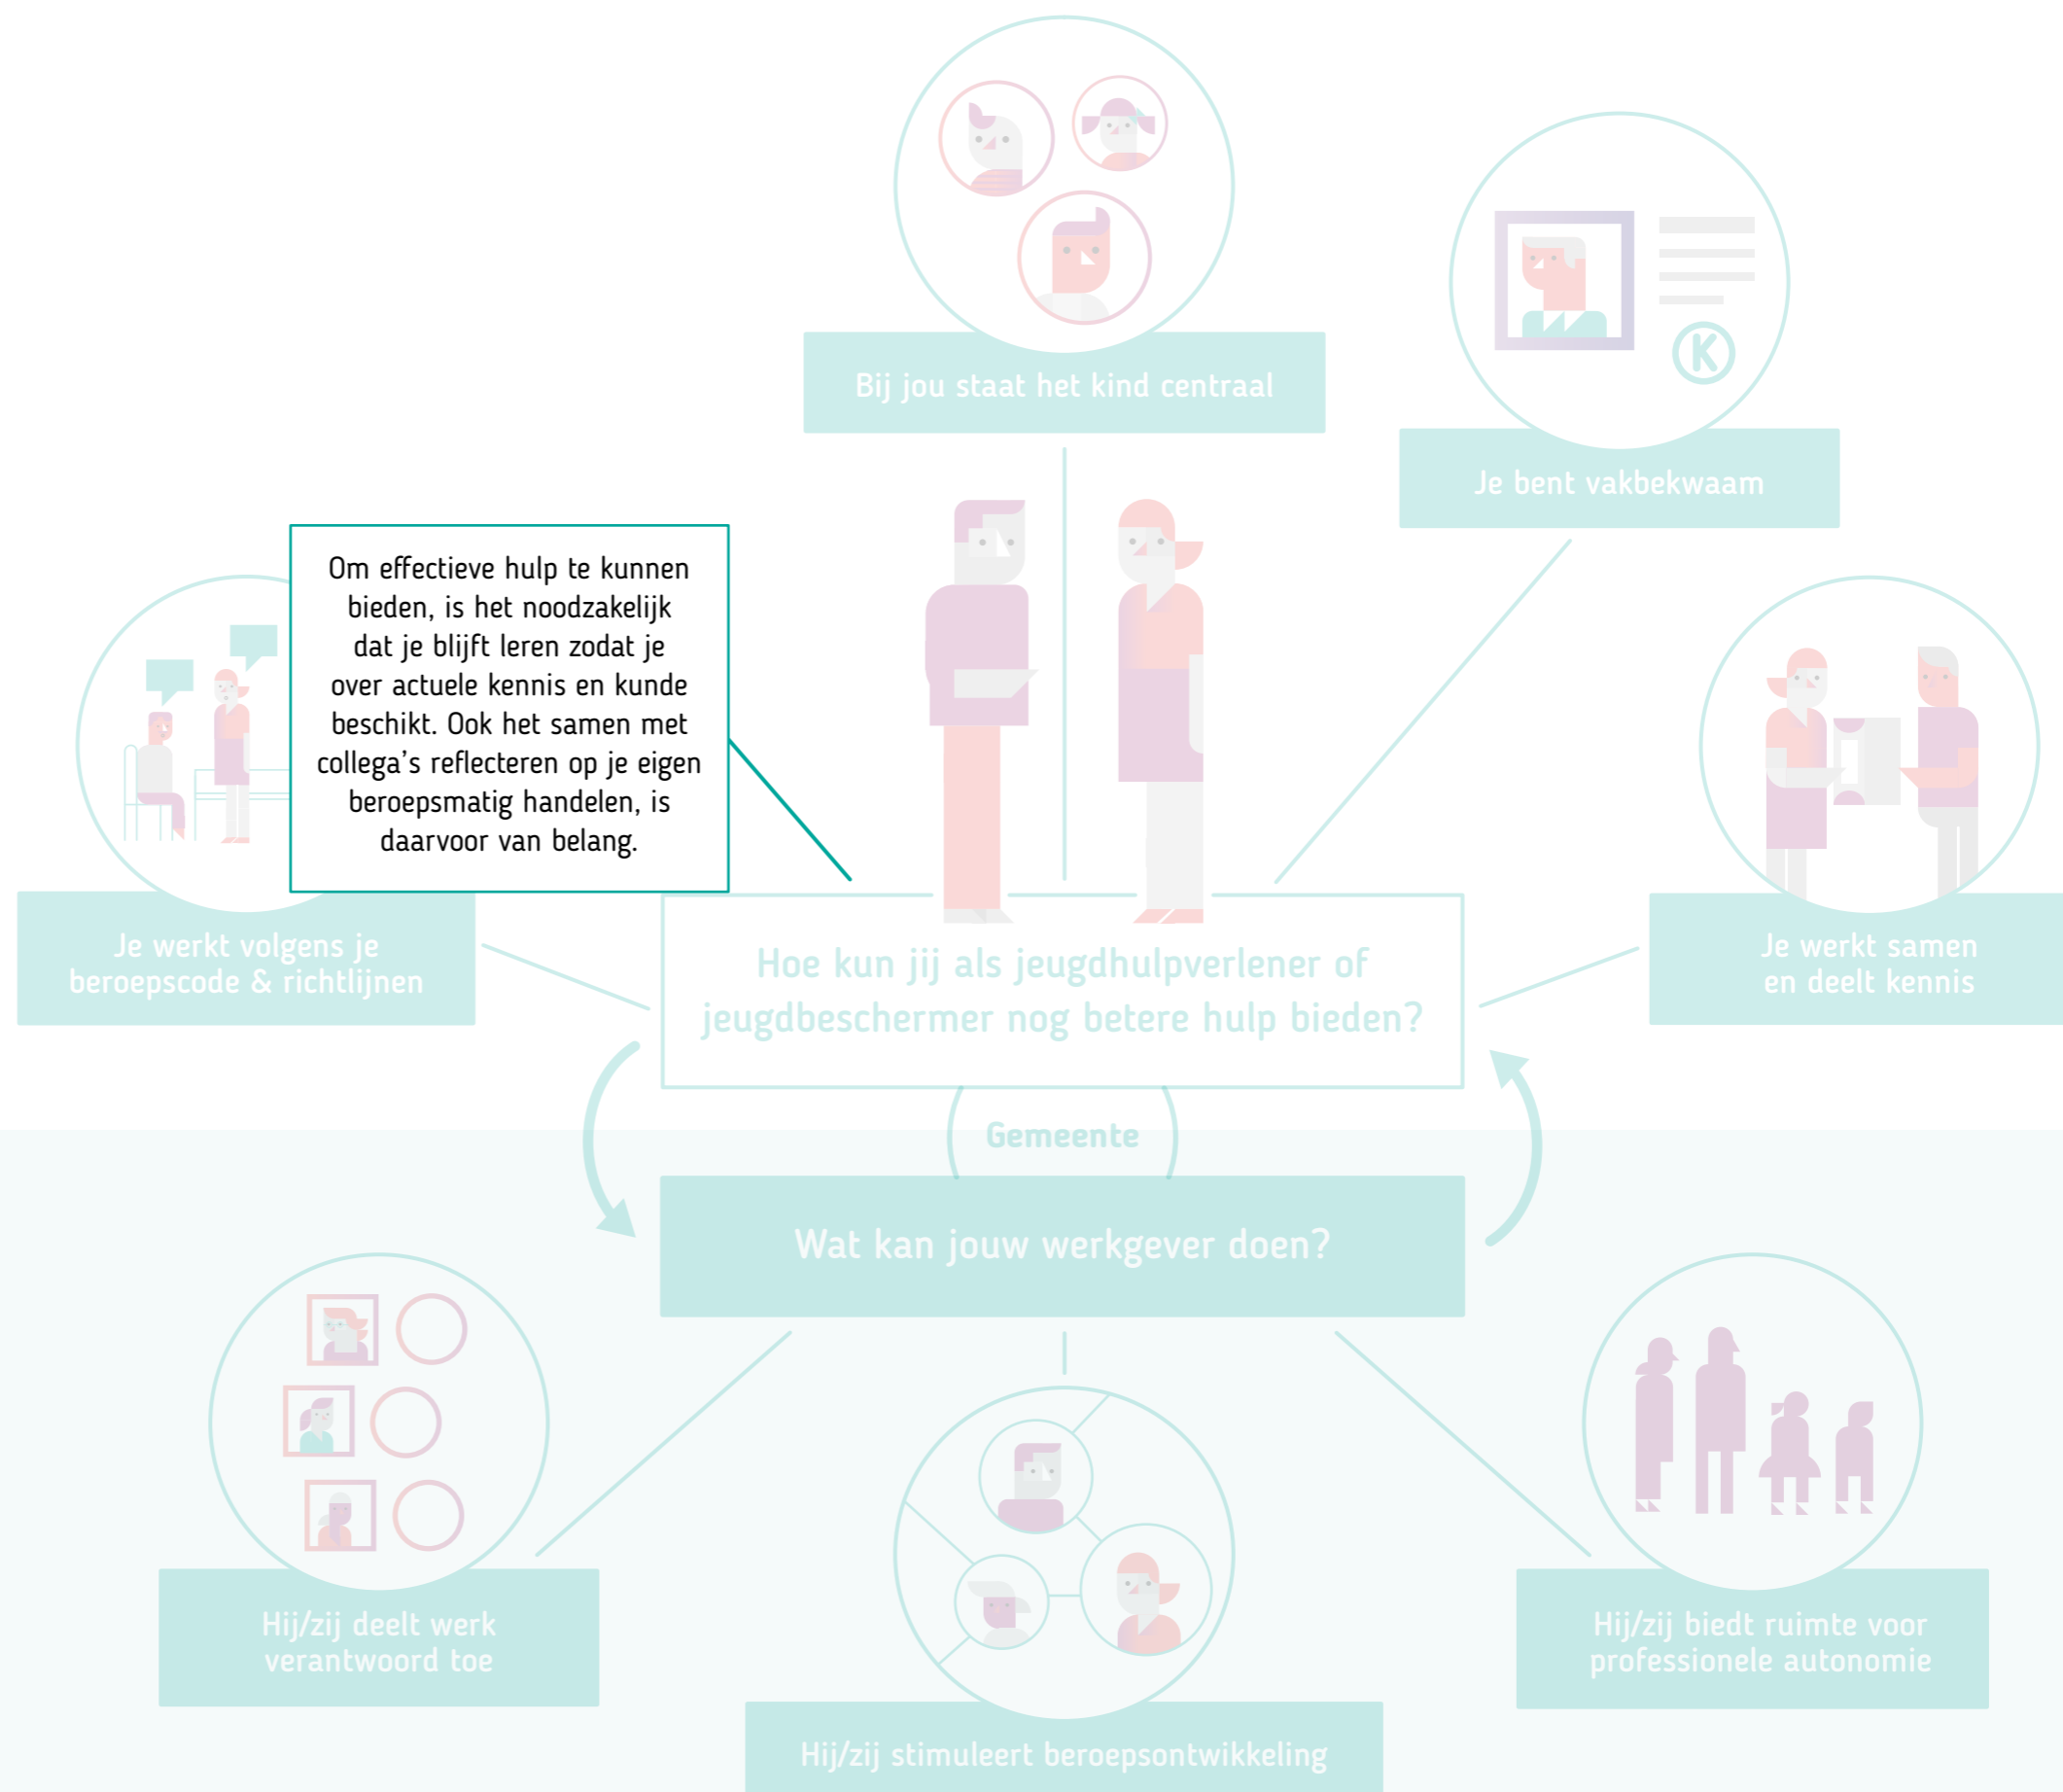 Bij jou staat het kind centraal
K
Je bent vakbekwaam
Om effectieve hulp te kunnen
bieden, is het noodzakelijk
dat je blijft leren zodat je
over actuele kennis en kunde
beschikt. Ook het samen met
collega's reflecteren op je eigen
beroepsmatig handelen, is
daarvoor van belang.
Je werkt volgens je
beroepscode & richtlijnen
Hoe kun jij als jeugdhulpverlener of
jeugdbeschermer nog betere hulp bieden?
Je werkt samen
en deelt kennis
Gemeente
Wat kan jouw werkgever doen?
Hij/zij deelt werk
verantwoord toe
Hij/zij stimuleert beroepsontwikkeling
Hij/zij biedt ruimte voor
professionele autonomie